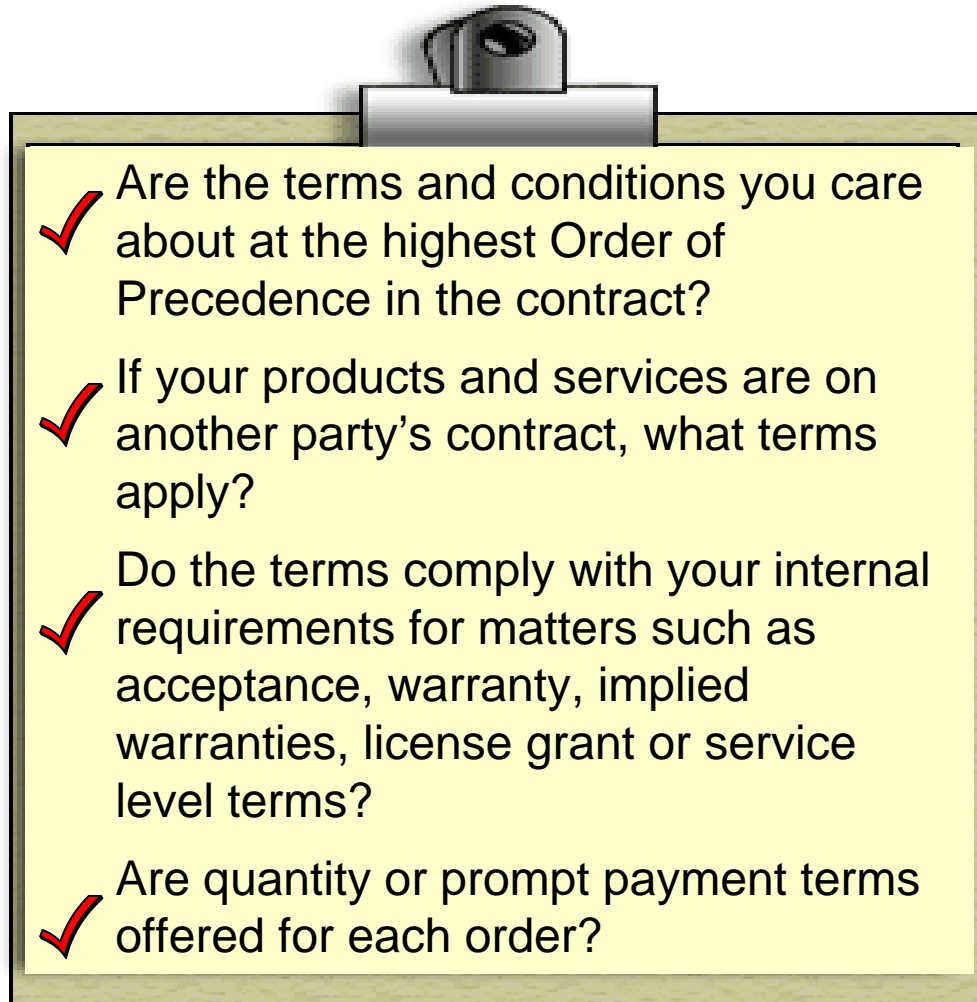 Are the terms and conditions you care
about at the highest Order of
Precedence in the contract?
If your products and services are on
another party's contract, what terms
apply?
Do the terms comply with your internal
requirements for matters such as
acceptance, warranty, implied
warranties, license grant or service
level terms?
Are quantity or prompt payment terms
offered for each order?